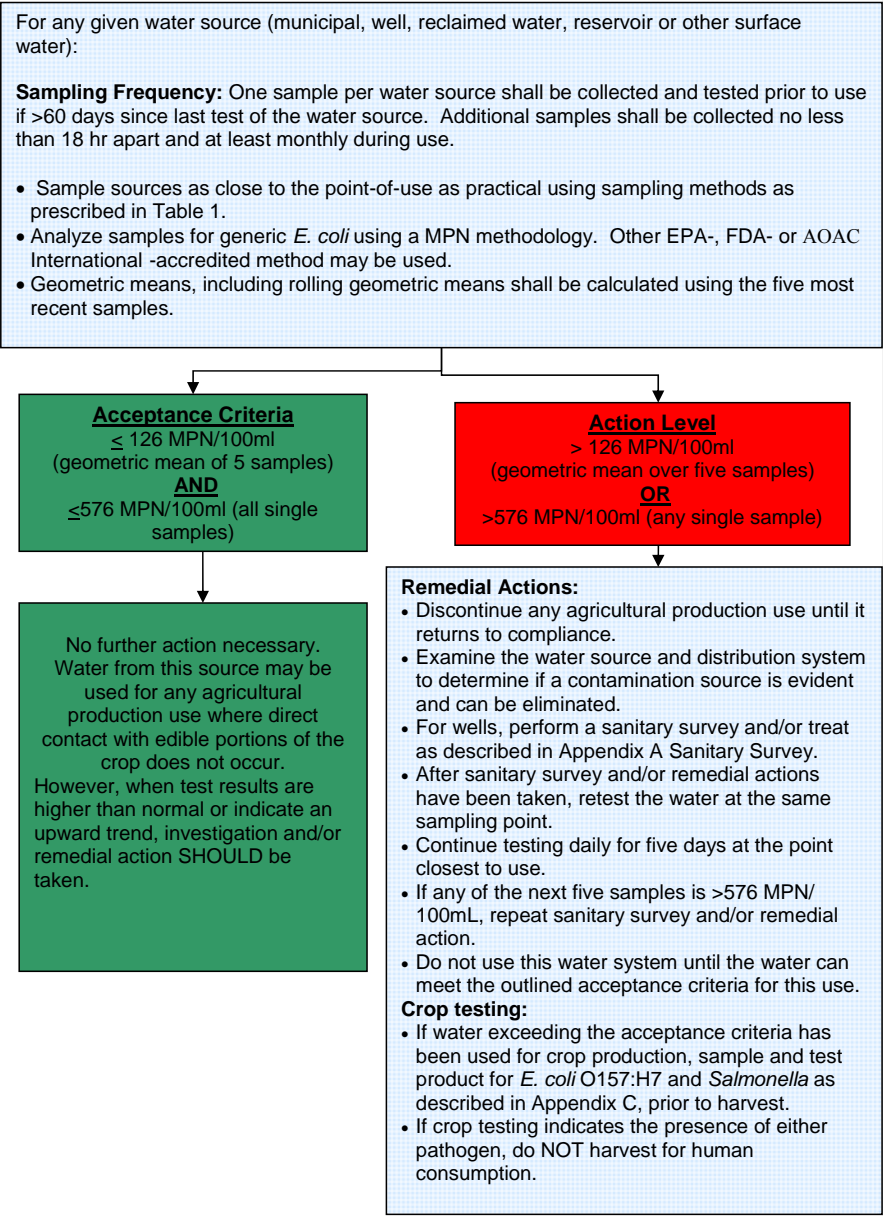 For any given water source (municipal, well, reclaimed water, reservoir or other surface
water):
Sampling Frequency: One sample per water source shall be collected and tested prior to use
if >60 days since last test of the water source.  Additional samples shall be collected no less
than 18 hr apart and at least monthly during use.
• Sample sources as close to the point-of-use as practical using sampling methods as
prescribed in Table 1.
• Analyze samples for generic E. coli using a MPN methodology.  Other EPA-, FDA- or AOAC
International -accredited method may be used.
• Geometric means, including rolling geometric means shall be calculated using the five most
recent samples.
Acceptance Criteria
≤ 126 MPN/100ml
(geometric mean of 5 samples)
AND
≤576 MPN/100ml (all single
samples)
No further action necessary.
Water from this source may be
used for any agricultural
production use where direct
contact with edible portions of the
crop does not occur.
However, when test results are
higher than normal or indicate an
upward trend, investigation and/or
remedial action SHOULD be
taken.
Action Level
> 126 MPN/100ml
(geometric mean over five samples)
OR
>576 MPN/100ml (any single sample)
Remedial Actions:
• Discontinue any agricultural production use until it
returns to compliance.
• Examine the water source and distribution system
to determine if a contamination source is evident
and can be eliminated.
• For wells, perform a sanitary survey and/or treat
as described in Appendix A Sanitary Survey.
• After sanitary survey and/or remedial actions
have been taken, retest the water at the same
sampling point.
• Continue testing daily for five days at the point
closest to use.
• If any of the next five samples is >576 MPN/
100mL, repeat sanitary survey and/or remedial
action.
• Do not use this water system until the water can
meet the outlined acceptance criteria for this use.
Crop testing:
• If water exceeding the acceptance criteria has
been used for crop production, sample and test
product for E. coli O157:H7 and Salmonella as
described in Appendix C, prior to harvest.
• If crop testing indicates the presence of either
pathogen, do NOT harvest for human
consumption.